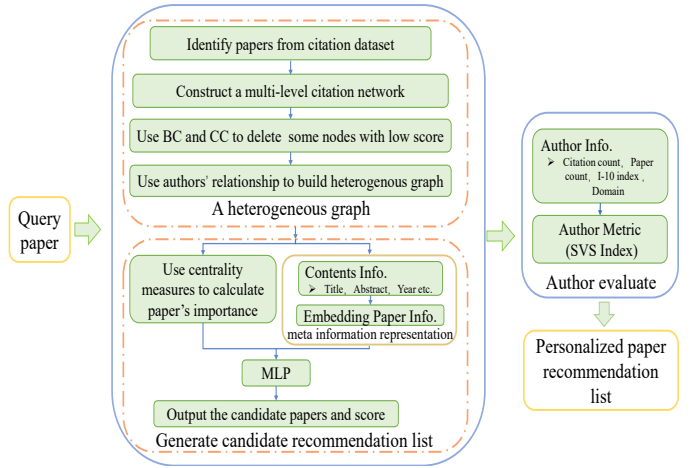 Query
paper
Identify papers from citation dataset
Construct a multi-level citation network
Use BC and CC to delete some nodes with low score
Use authors' relationship to build heterogenous graph
A heterogeneous graph
Use centrality
measures to calculate
paper's importance
Contents Info.
➢ Title、Abstract、Year etc.
Embedding Paper Info.
meta information representation
MLP
Output the candidate papers and score
Generate candidate recommendation list
Author Info.
➢ Citation count、Paper
count、I-10 index、
Domain
Author Metric
(SVS Index)
Author evaluate
Personalized paper
recommendation
list